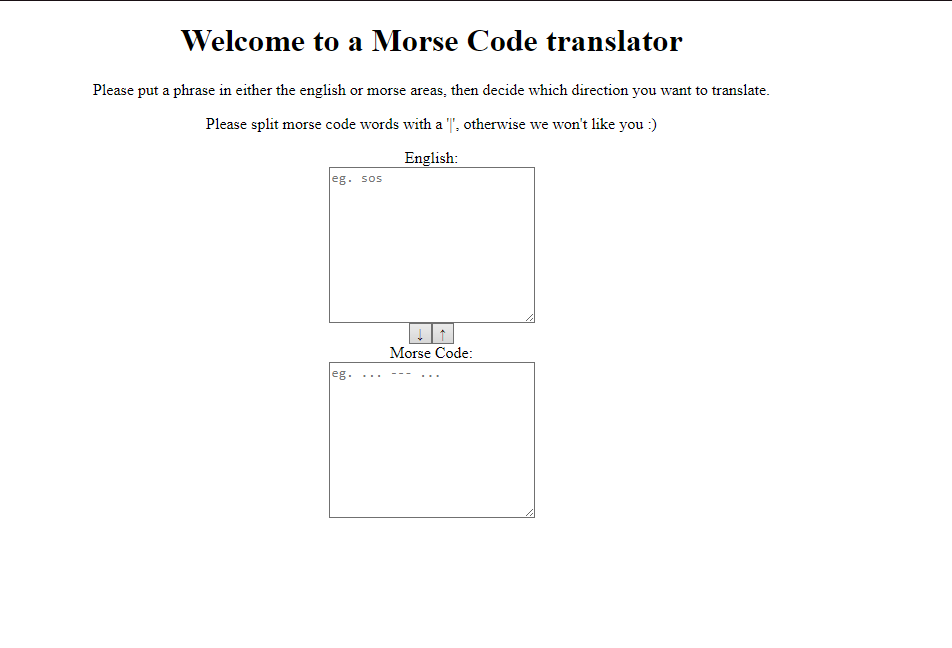 Welcome to a Morse Code translator
Please put a phrase in either the english or morse areas, then decide which direction you want to translate.
Please split morse code words with a '|', otherwise we won't like you :)
English:
eg. sos
↓ ↑
Morse Code:
eg. ... --- ...